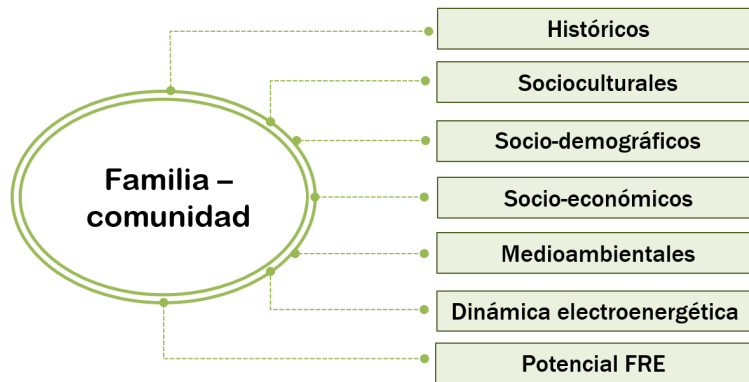 Históricos
Socioculturales
Socio-demográficos
Familia –
comunidad
Socio-económicos
Medioambientales
Dinámica electroenergética
Potencial FRE